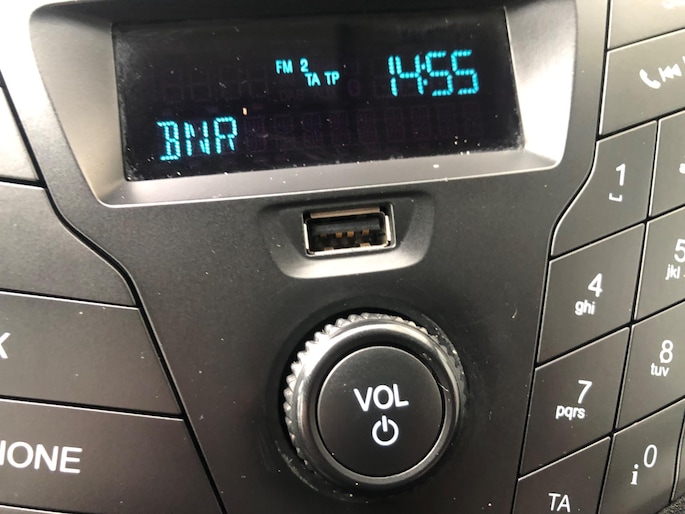 FM 2
TA TP
14:55
BNR
1
4
ghi
5
jkl
7
pqrs
8
tuv
0
i
TA
VOL
HONE